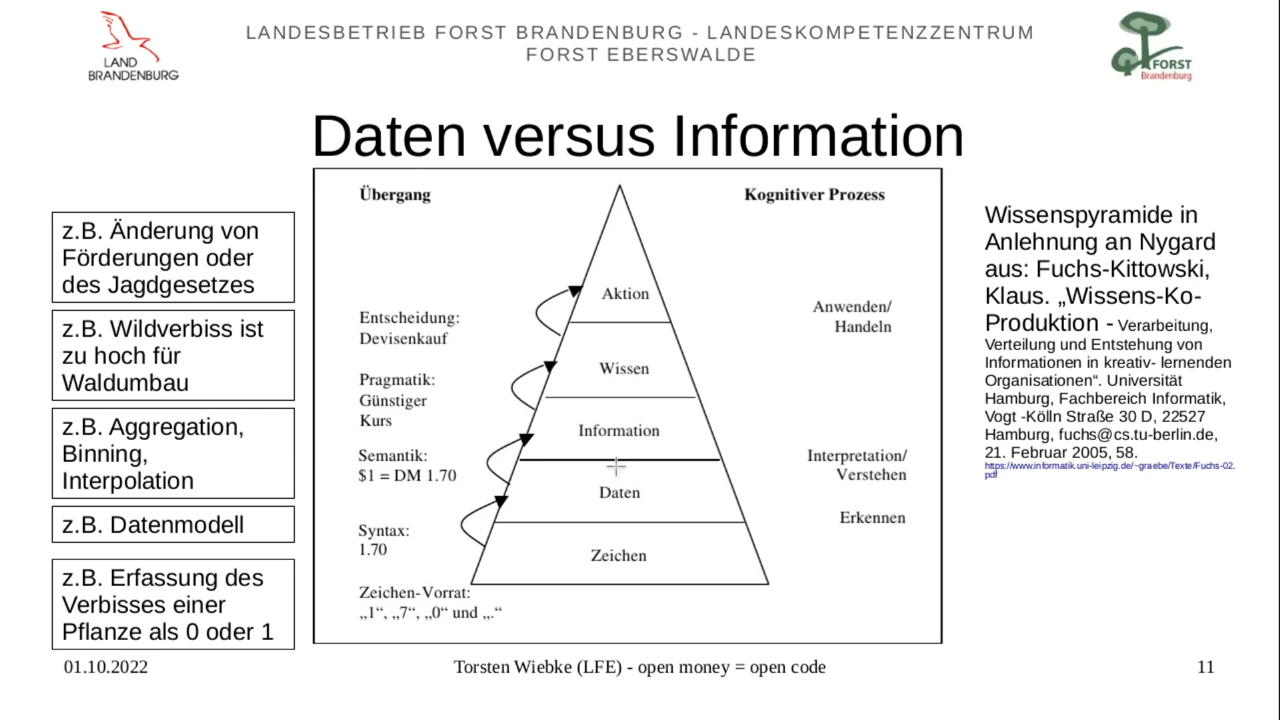 LANDESBETRIEB FORST BRANDENBURG - LANDESKOMPETENZZENTRUM
FORST EBERSWALDE
LAND
BRANDENBURG
FORST
Brandenburg
Daten versus Information
z.B. Änderung von
Förderungen oder
des Jagdgesetzes
z.B. Wildverbiss ist
zu hoch für
Waldumbau
z.B. Aggregation,
Binning,
Interpolation
z.B. Datenmodell
z.B. Erfassung des
Verbisses einer
Pflanze als 0 oder 1
Übergang
Entscheidung:
Devisenkauf
Pragmatik:
Günstiger
Kurs
Semantik:
$1 = DM 1.70
Syntax:
1.70
Zeichen-Vorrat:
„1“, „7“, „0“ und „.“
Aktion
Wissen
Information
Daten
Zeichen
Kognitiver Prozess
Anwenden/
Handeln
Interpretation/
Verstehen
Erkennen
Wissenspyramide in
Anlehnung an Nygard
aus: Fuchs-Kittowski,
Klaus. „Wissens-Ko-
Produktion - Verarbeitung,
Verteilung und Entstehung von
Informationen in kreativ- lernenden
Organisationen“. Universität
Hamburg, Fachbereich Informatik,
Vogt -Kölln Straße 30 D, 22527
Hamburg, fuchs@cs.tu-berlin.de,
21. Februar 2005, 58.
https://www.informatik.uni-leipzig.de/~graebe/Texte/Fuchs-02.
pdf
01.10.2022
Torsten Wiebke (LFE) - open money = open code
11